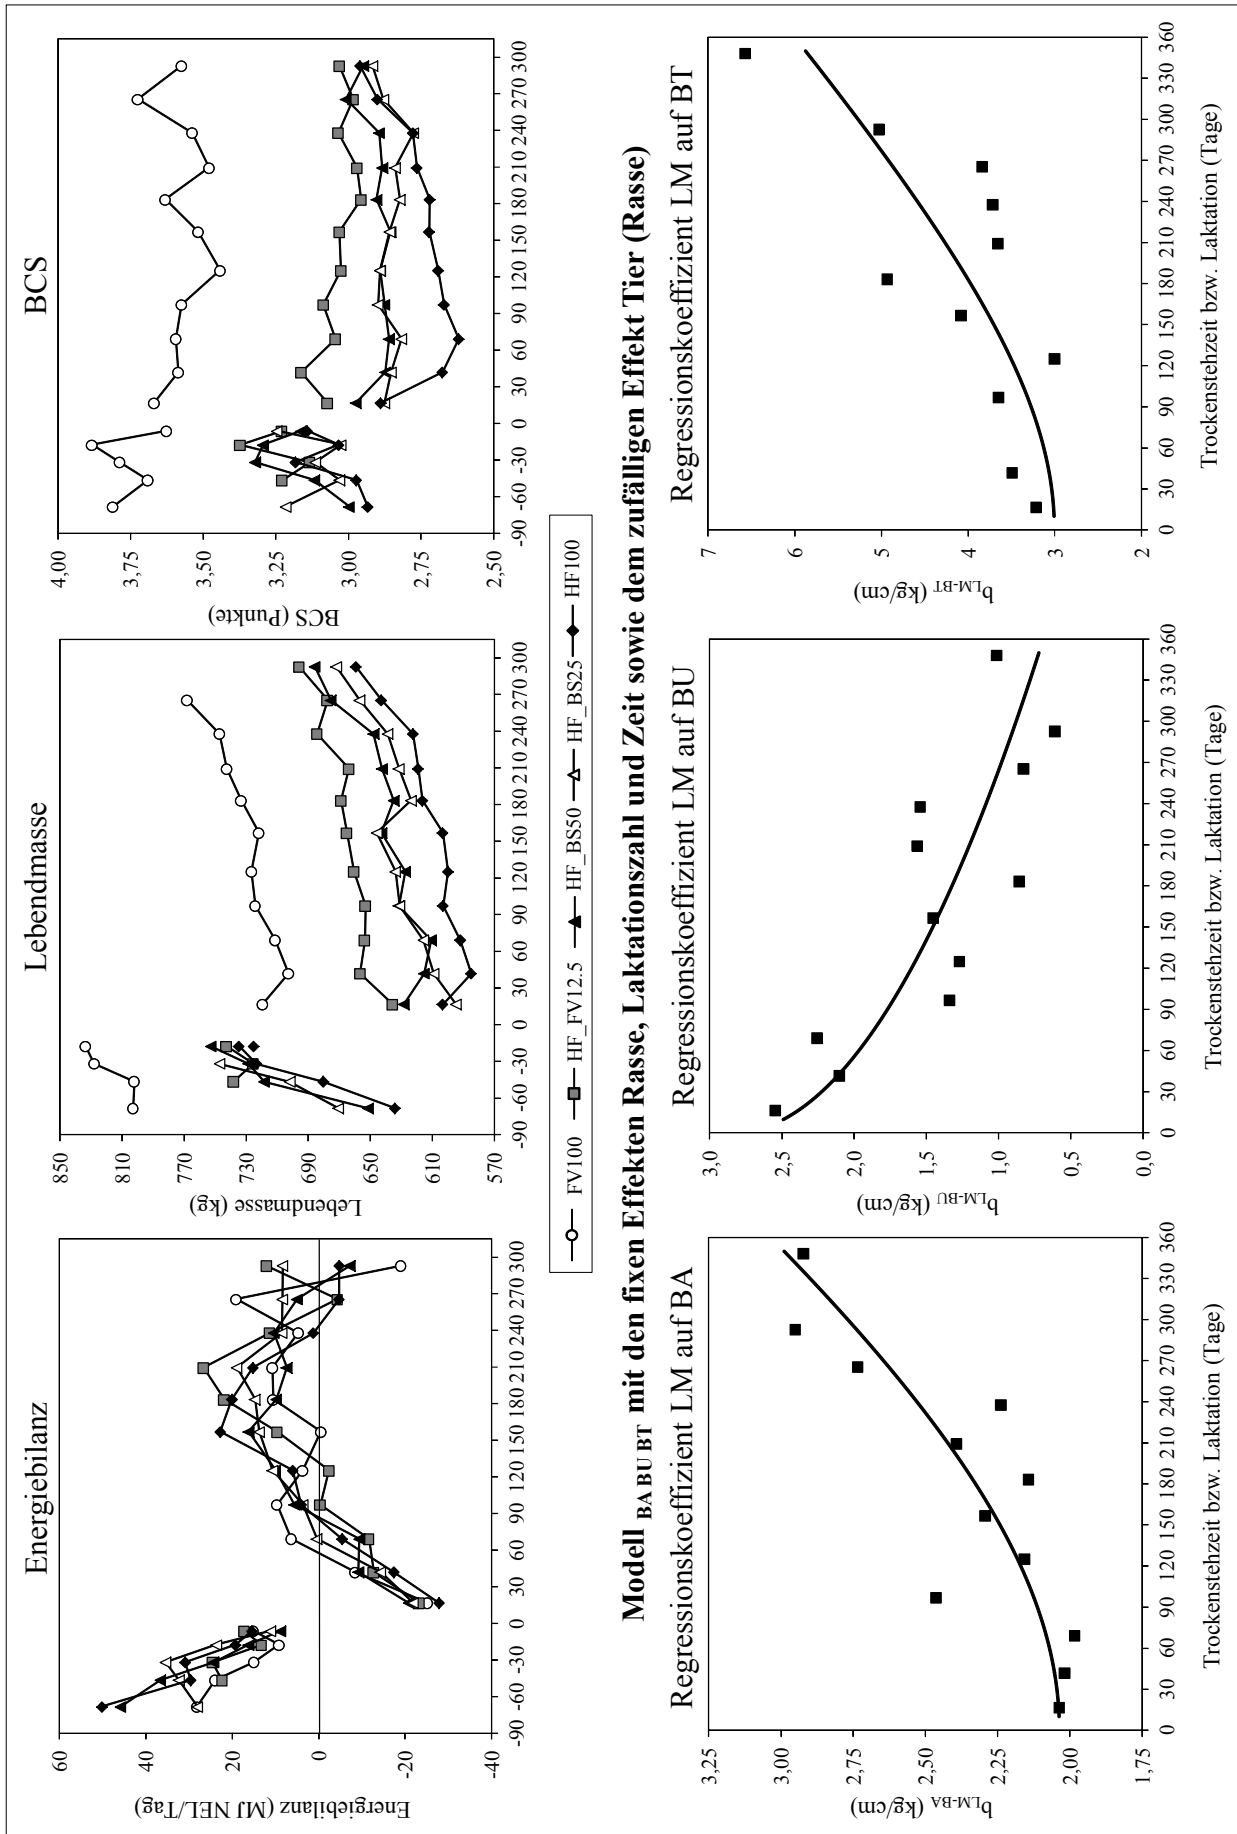 Energiebilanz
Energiebilanz (MJ NEL/Tag)
60
40
20
0
-20
-40
-90 -60 -30 0 30 60 90 120 150 180 210 240 270 300
Lebendmasse
Lebendmasse (kg)
850
810
770
730
690
650
610
570
-90 -60 -30 0 30 60 90 120 150 180 210 240 270 300
BCS
BCS (Punkte)
4,00
3,75
3,50
3,25
3,00
2,75
2,50
-90 -60 -30 0 30 60 90 120 150 180 210 240 270 300
FV100 HF_FV12.5 HF_BS50 HF_BS25 HF100
Modell BA BU BT mit den fixen Effekten Rasse, Laktationszahl und Zeit sowie dem zufälligen Effekt Tier (Rasse)
Regressionskoeffizient LM auf BA
bLM-BA (kg/cm)
3,25
3,00
2,75
2,50
2,25
2,00
1,75
0 30 60 90 120 150 180 210 240 270 300 330 360
Trockenstehzeit bzw. Laktation (Tage)
Regressionskoeffizient LM auf BU
bLM-BU (kg/cm)
3,0
2,5
2,0
1,5
1,0
0,5
0,0
0 30 60 90 120 150 180 210 240 270 300 330 360
Trockenstehzeit bzw. Laktation (Tage)
Regressionskoeffizient LM auf BT
bLM-BT (kg/cm)
7
6
5
4
3
2
0 30 60 90 120 150 180 210 240 270 300 330 360
Trockenstehzeit bzw. Laktation (Tage)